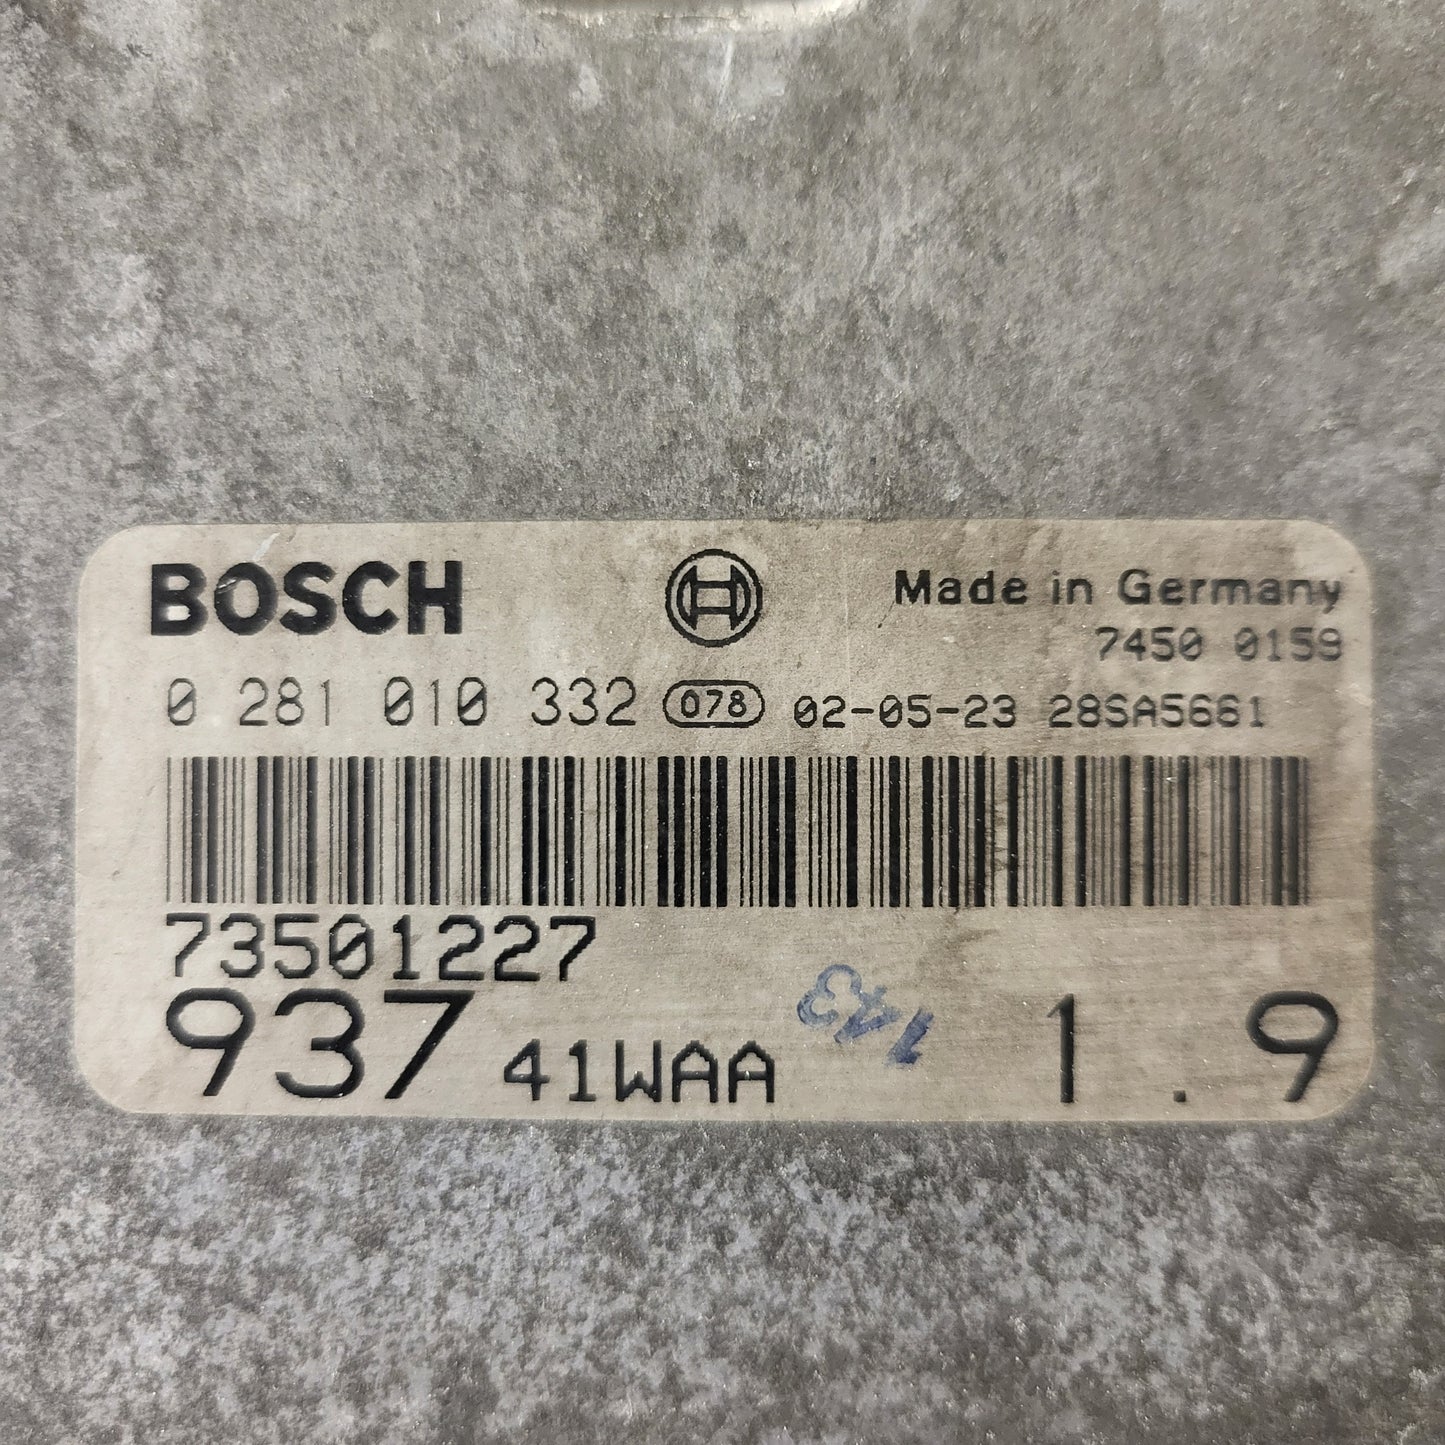 BOSCH
Made in Germany
7450 0159
0 281 010 332 078 02-05-23 28SA5661
73501227
937 41WAA 1.9
143